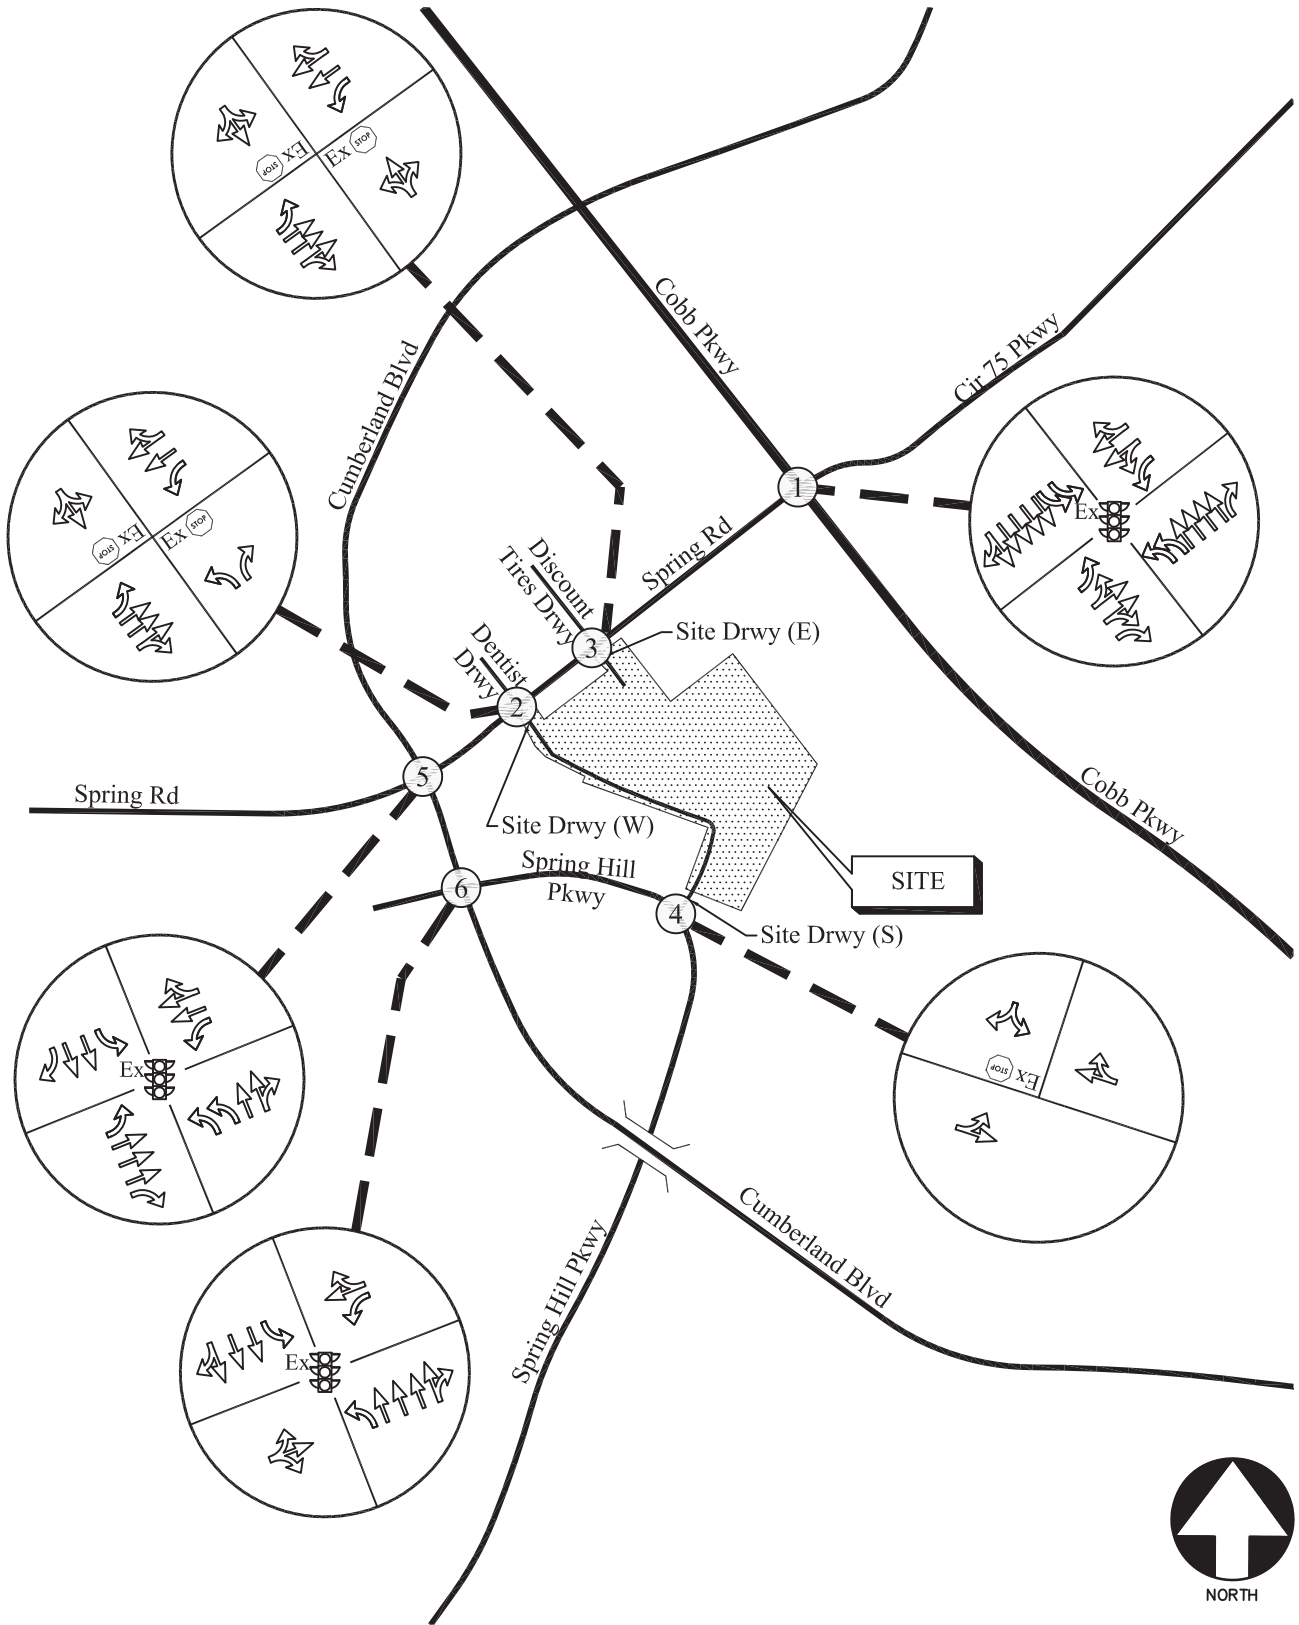 STOP
Ex
Ex
STOP
Cobb Pkwy
Cir 75 Pkwy
Cumberland Blvd
Ex
STOP
Ex
STOP
1
Ex
Spring Rd
Discount
Tires Drwy
3
Site Drwy (E)
Dentist
Drwy
2
5
Spring Rd
Site Drwy (W)
Cobb Pkwy
Spring Hill
Pkwy
6
SITE
4
Site Drwy (S)
Ex
Ex
STOP
Cumberland Blvd
Spring Hill Pkwy
Ex
NORTH